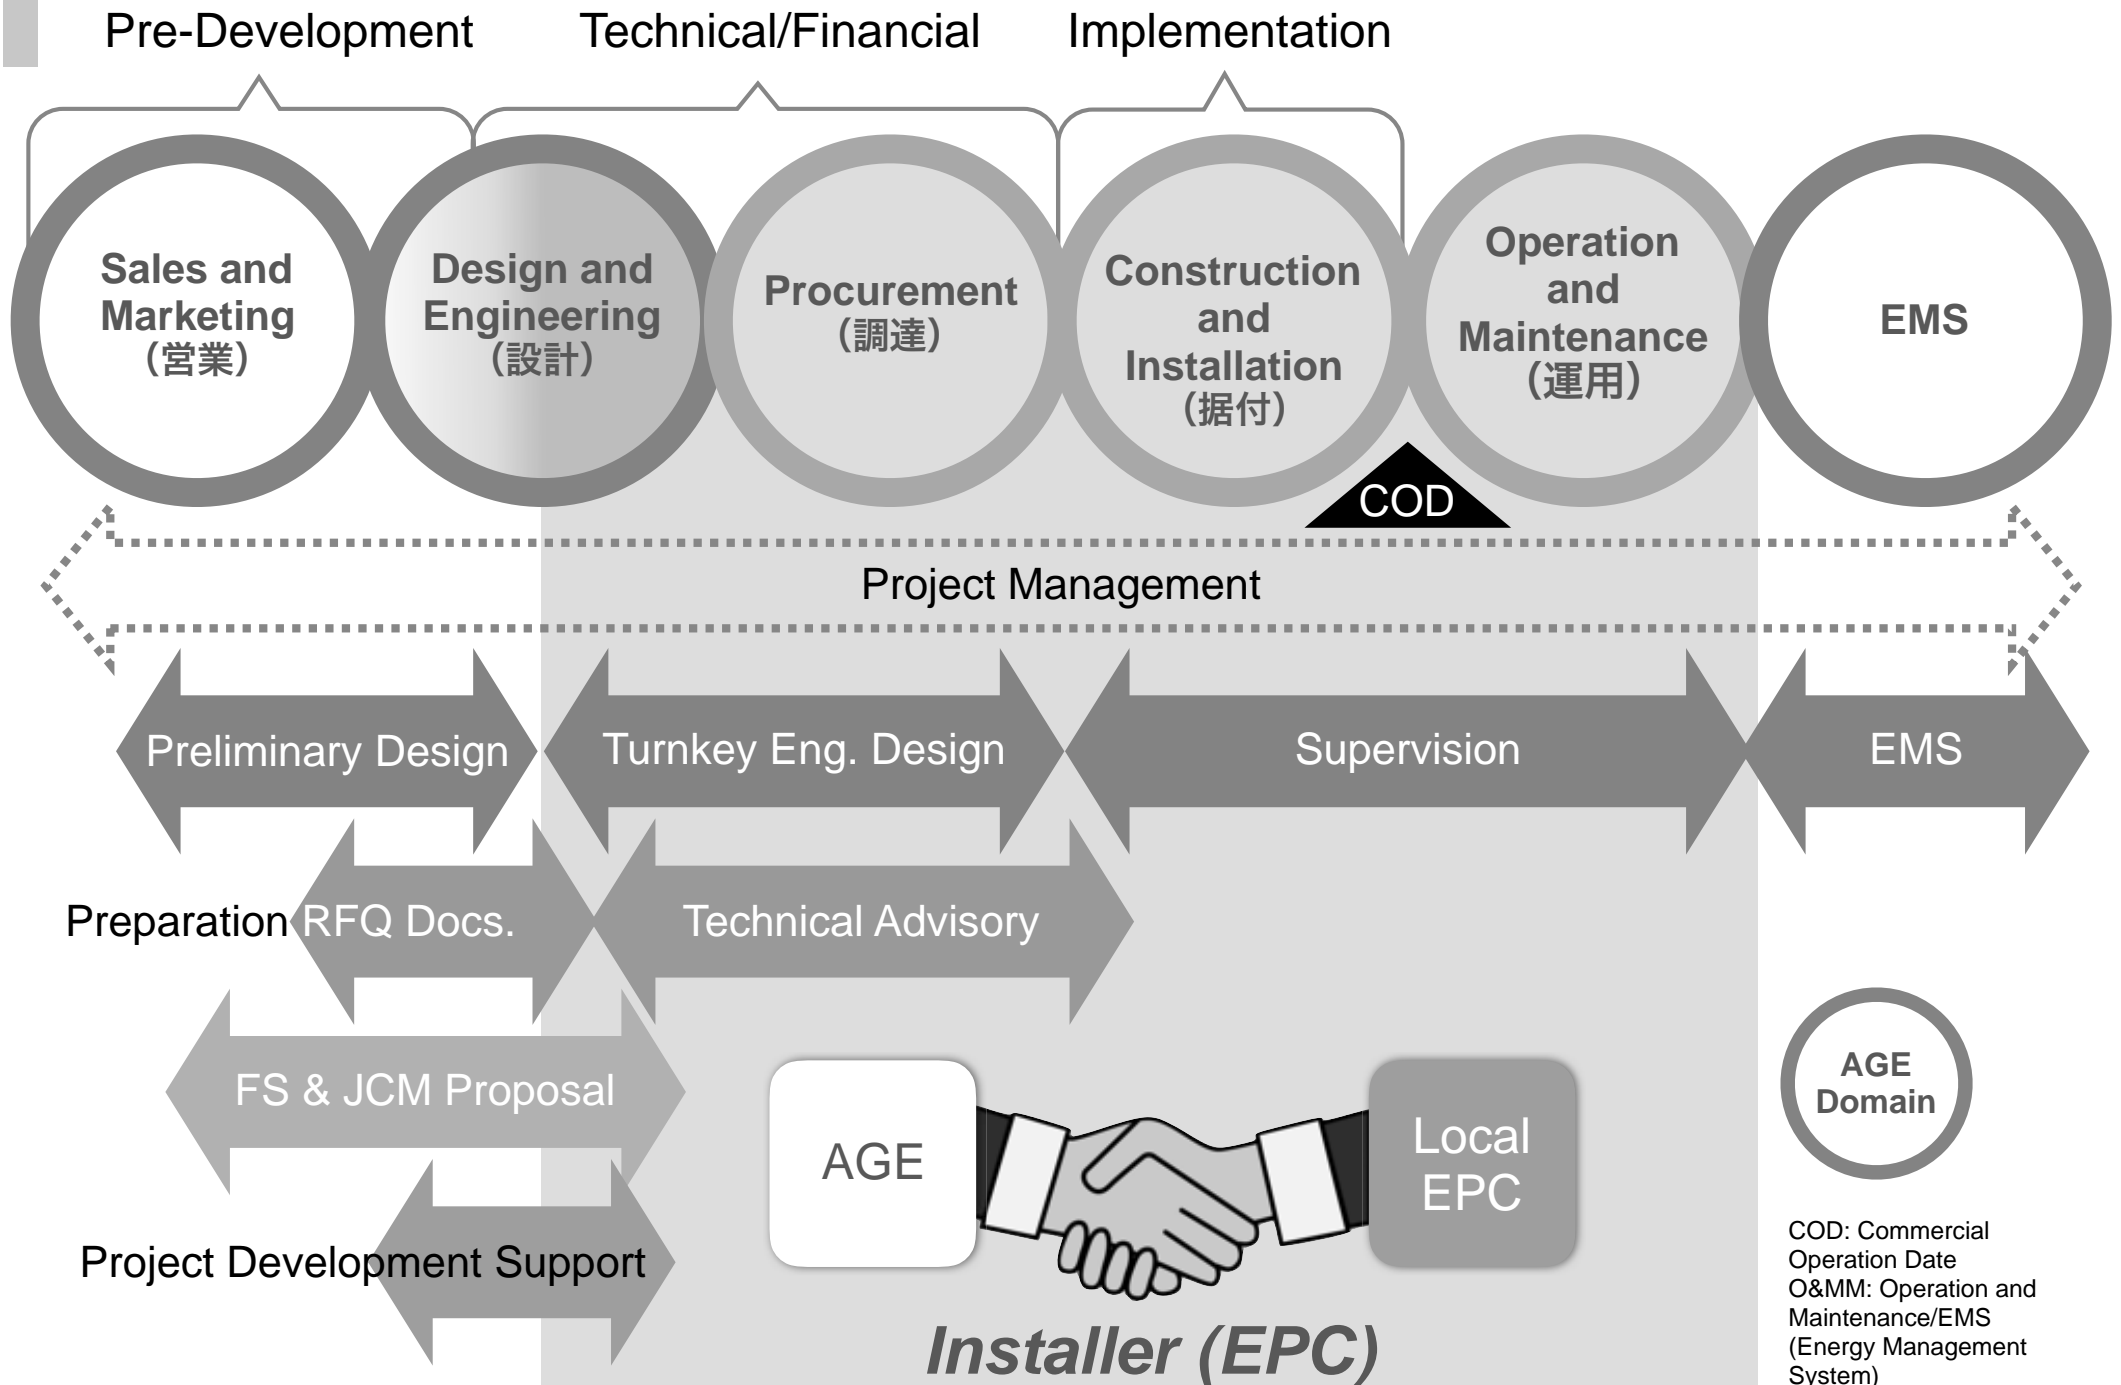 Pre-Development
Technical/Financial
Implementation
Sales and
Marketing
（営業）
Design and
Engineering
（設計）
Procurement
（調達）
Construction
and
Installation
（据付）
Operation
and
Maintenance
（運用）
EMS
COD
Project Management
Preliminary Design
Turnkey Eng. Design
Supervision
EMS
Preparation RFQ Docs.
Technical Advisory
FS & JCM Proposal
Project Development Support
AGE
Local
EPC
Installer (EPC)
AGE
Domain
COD: Commercial
Operation Date
O&MM: Operation and
Maintenance/EMS
(Energy Management
System)